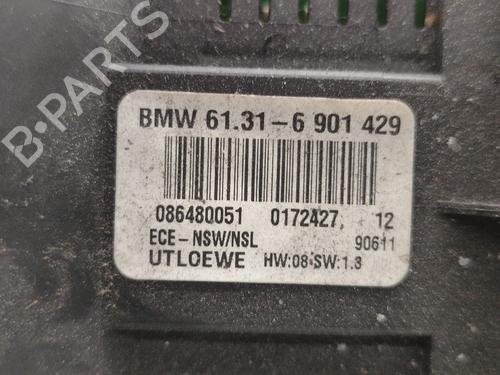 B-PARTS
BMW 61.31-6 901 429
086480051 0172427, 12
ECE-NSW/NSL 90611
UTLOEWE HW:08·SW:1.3